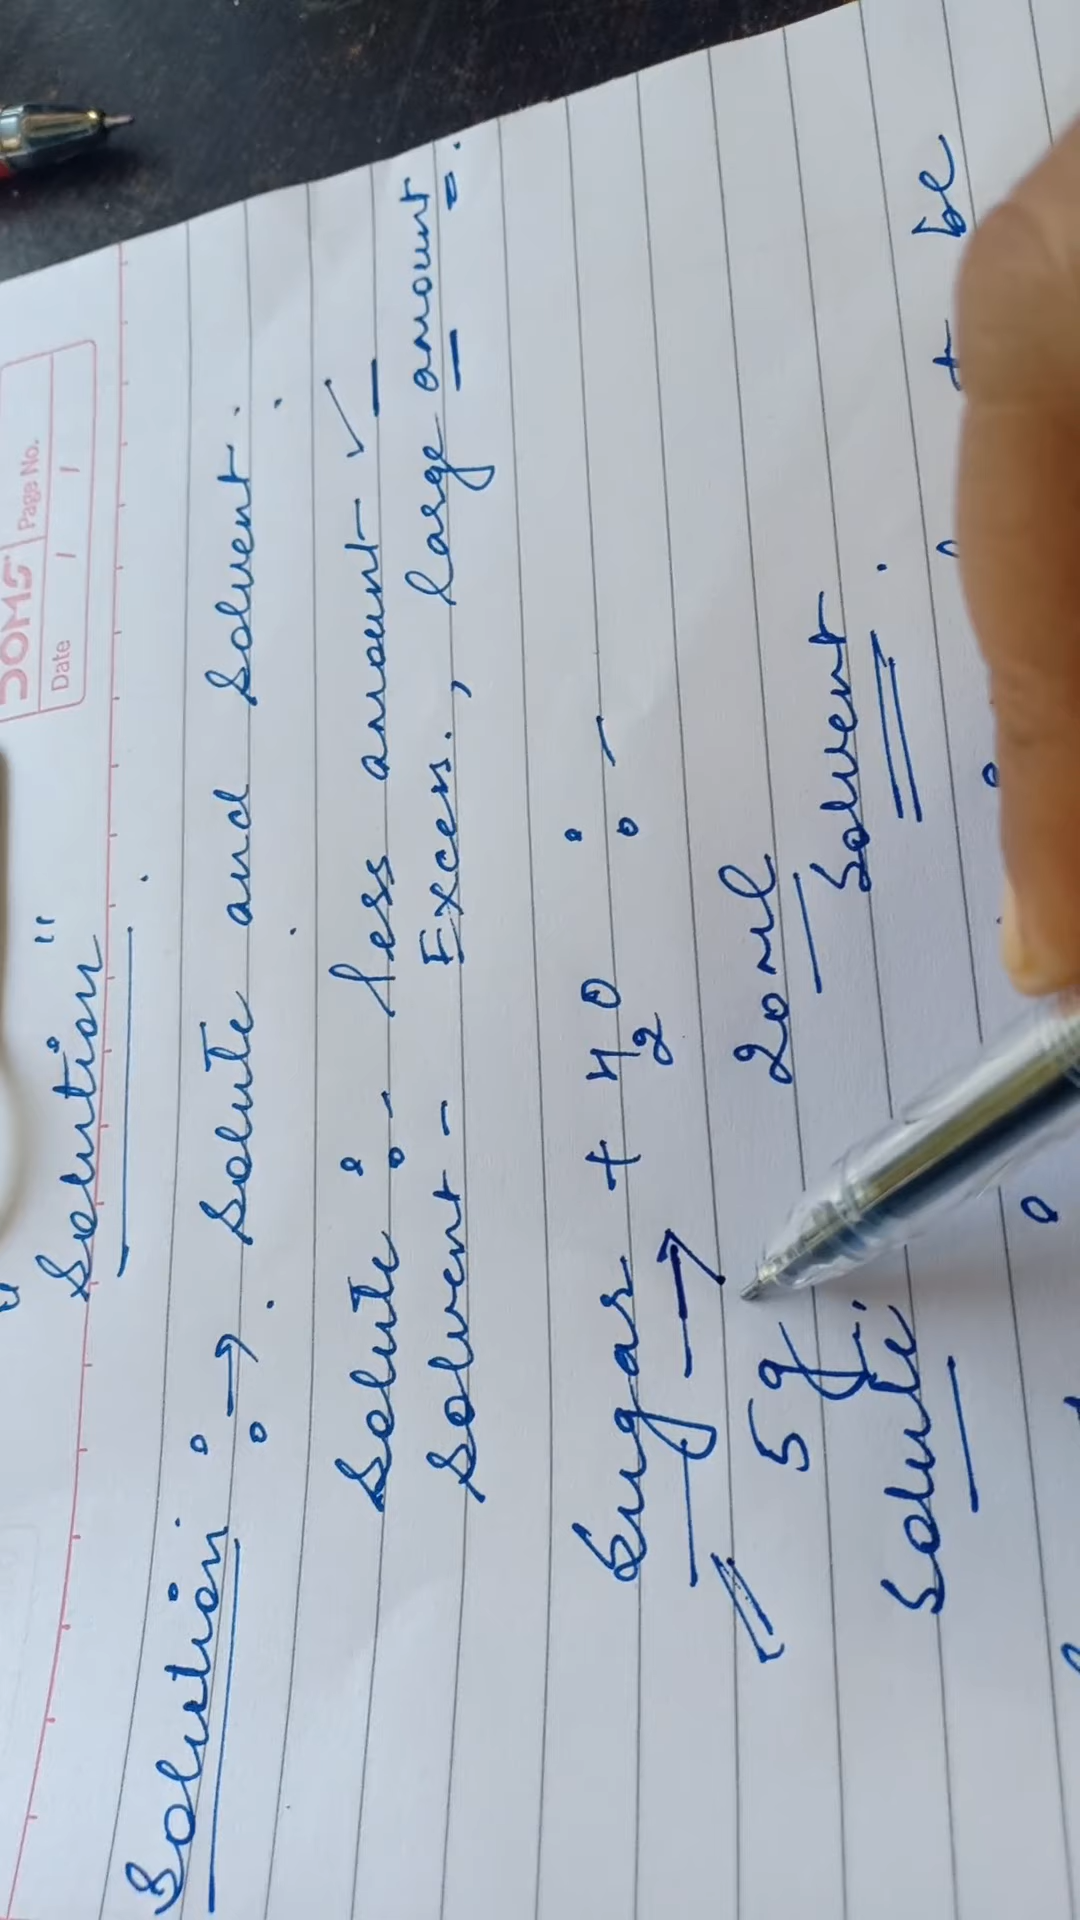 DOMS Page No.
Date / /
Solution"
Solution :→ Solute and Solvent.
Solute :- less amount ✓
Solvent - Excess., large amount.
Sugar + H2O :-
→ 5g 20ml
Solute Solvent.
be